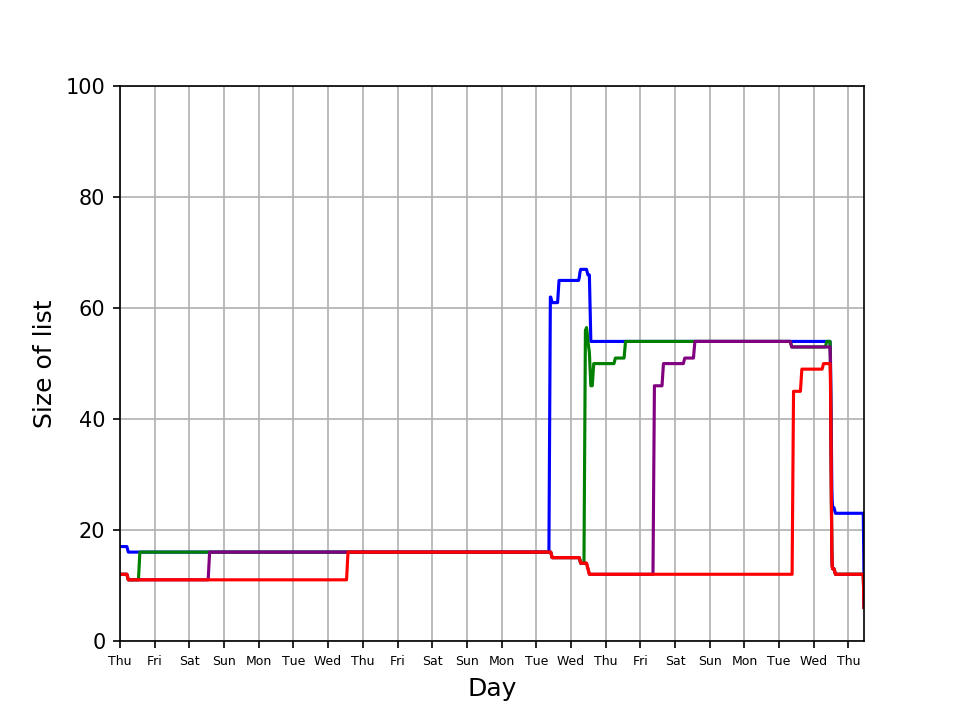 Size of list
100
80
60
40
20
0
Thu Fri Sat Sun Mon Tue Wed Thu Fri Sat Sun Mon Tue Wed Thu Fri Sat Sun Mon Tue Wed Thu
Day